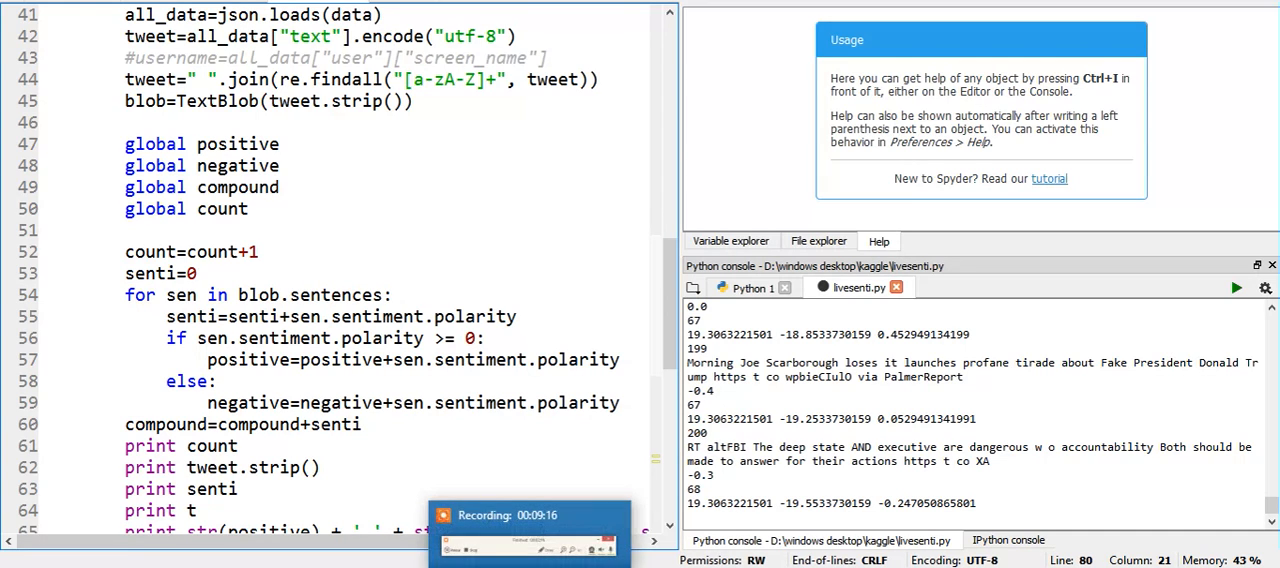 41 all_data=json.loads(data)
42 tweet=all_data["text"].encode("utf-8")
43 #username=all_data["user"]["screen_name"]
44 tweet=" ".join(re.findall("[a-zA-Z]+", tweet))
45 blob=TextBlob(tweet.strip())
46
47 global positive
48 global negative
49 global compound
50 global count
51
52 count=count+1
53 senti=0
54 for sen in blob.sentences:
55 senti=senti+sen.sentiment.polarity
56 if sen.sentiment.polarity >= 0:
57 positive=positive+sen.sentiment.polarity
58 else:
59 negative=negative+sen.sentiment.polarity
60 compound=compound+senti
61 print count
62 print tweet.strip()
63 print senti
64 print t
65 print str(positive) + ' ' + s
Recording: 00:09:16
Usage
Here you can get help of any object by pressing Ctrl+I in
front of it, either on the Editor or the Console.
Help can also be shown automatically after writing a left
parenthesis next to an object. You can activate this
behavior in Preferences > Help.
New to Spyder? Read our tutorial
Variable explorer File explorer Help
Python console - D:\windows desktop\kaggle\livesenti.py
Python 1 livesenti.py
0.0
67
19.3063221501 -18.8533730159 0.452949134199
199
Morning Joe Scarborough loses it launches profane tirade about Fake President Donald Tr
ump https t co wpbieCIulO via PalmerReport
-0.4
67
19.3063221501 -19.2533730159 0.0529491341991
200
RT altFBI The deep state AND executive are dangerous w o accountability Both should be
made to answer for their actions https t co XA
-0.3
68
19.3063221501 -19.5533730159 -0.247050865801
Python console - D:\windows desktop\kaggle\livesenti.py IPython console
Permissions: RW End-of-lines: CRLF Encoding: UTF-8 Line: 80 Column: 21 Memory: 43 %